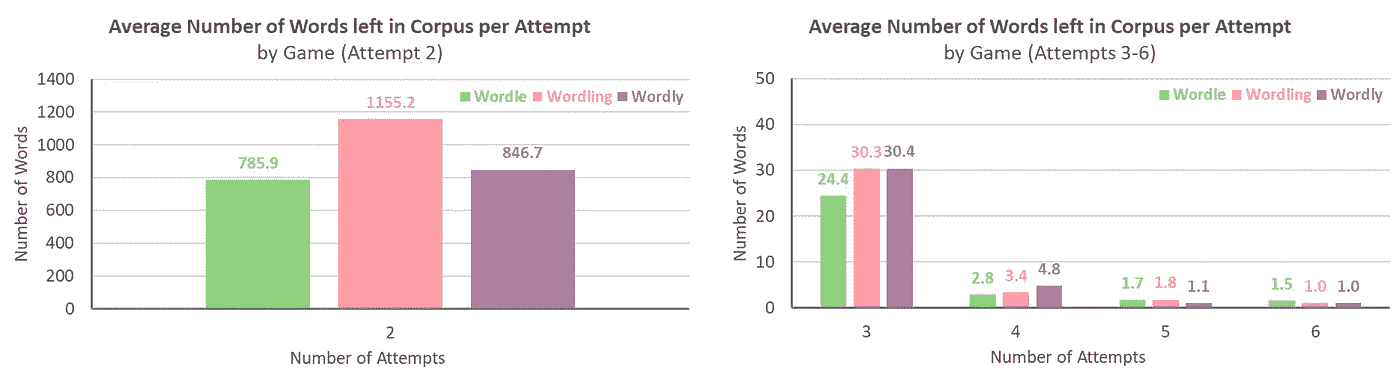 Average Number of Words left in Corpus per Attempt
by Game (Attempt 2)
1400
1200
1000
800
600
400
200
0
Number of Words
Wordle Wordling Wordly
785.9
1155.2
846.7
2
Number of Attempts
Average Number of Words left in Corpus per Attempt
by Game (Attempts 3-6)
50
40
30
20
10
0
Number of Words
Wordle Wordling Wordly
24.4 30.3 30.4
2.8 3.4 4.8
1.7 1.8 1.1
1.5 1.0 1.0
3 4 5 6
Number of Attempts